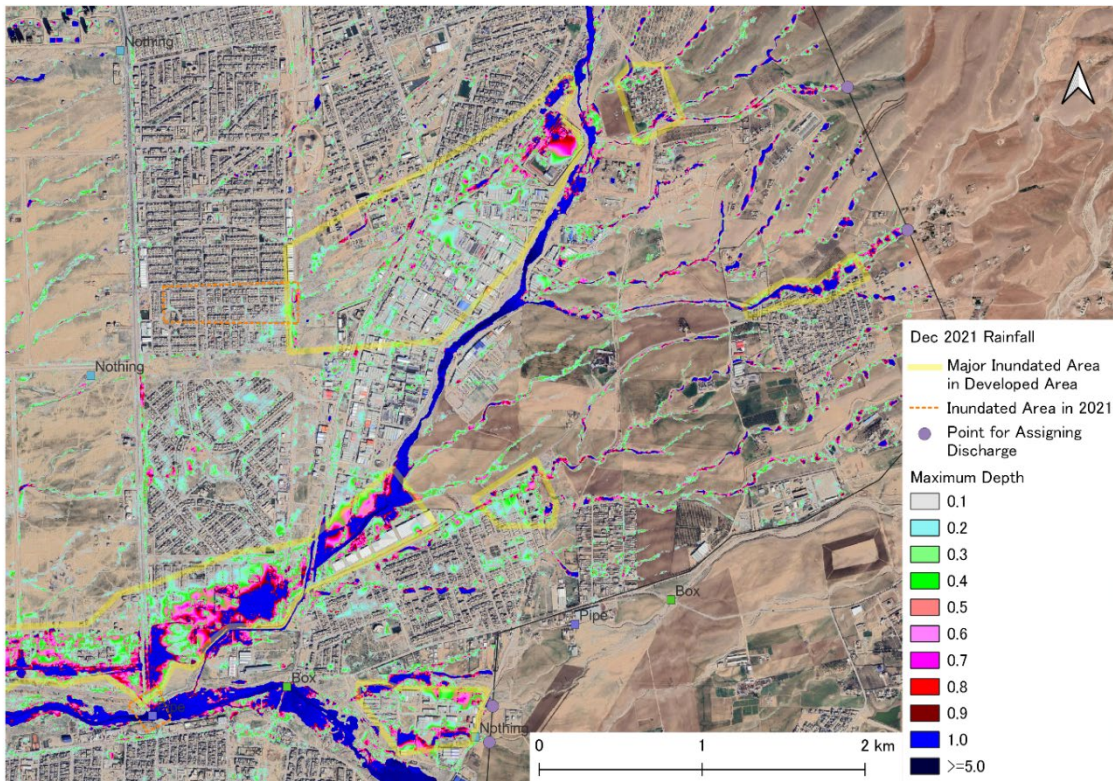 Nothing
Nothing
Box
Pipe
Box
Nothing
Dec 2021 Rainfall
Major Inundated Area
in Developed Area
Inundated Area in 2021
Point for Assigning
Discharge
Maximum Depth
0.1
0.2
0.3
0.4
0.5
0.6
0.7
0.8
0.9
1.0
>=5.0
0 1 2 km